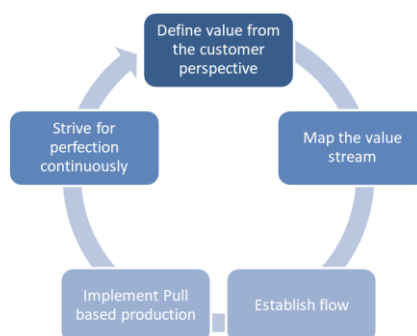 Define value from
the customer
perspective
Map the value
stream
Establish flow
Implement Pull
based production
Strive for
perfection
continuously